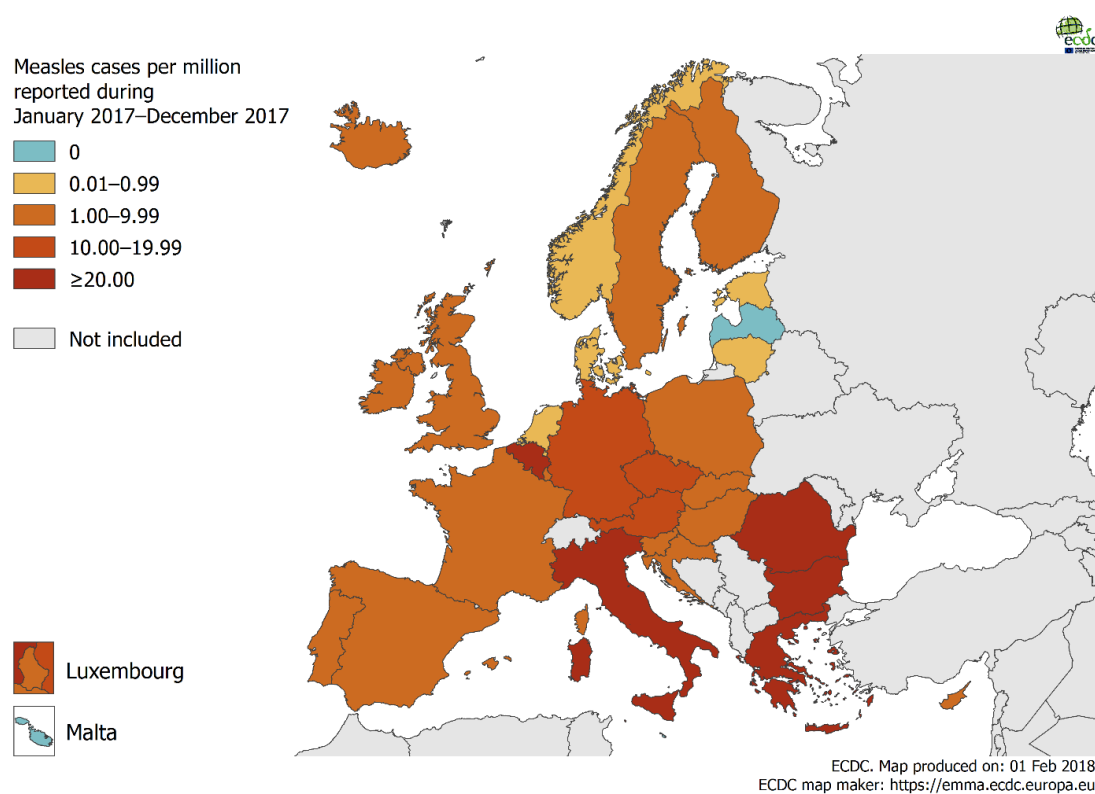 ecdc
Measles cases per million
reported during
January 2017–December 2017
0
0.01–0.99
1.00–9.99
10.00–19.99
≥20.00
Not included
Luxembourg
Malta
ECDC. Map produced on: 01 Feb 2018
ECDC map maker: https://emma.ecdc.europa.eu